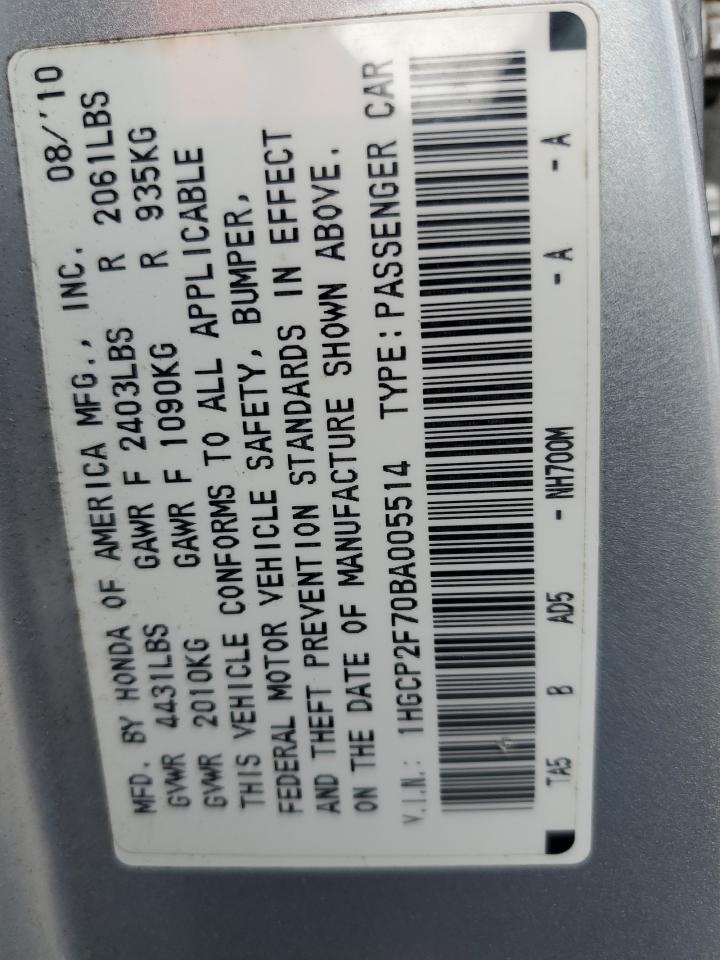 MFD. BY HONDA OF AMERICA MFG., INC. 08/'10
GVWR 4431LBS GAWR F 2403LBS R 2061LBS
GVWR 2010KG GAWR F 1090KG R 935KG
THIS VEHICLE CONFORMS TO ALL APPLICABLE
FEDERAL MOTOR VEHICLE SAFETY, BUMPER,
AND THEFT PREVENTION STANDARDS IN EFFECT
ON THE DATE OF MANUFACTURE SHOWN ABOVE.
V.I.N.: 1HGCP2F70BA005514 TYPE:PASSENGER CAR
TA5 B AD5 - NH700M - A - A